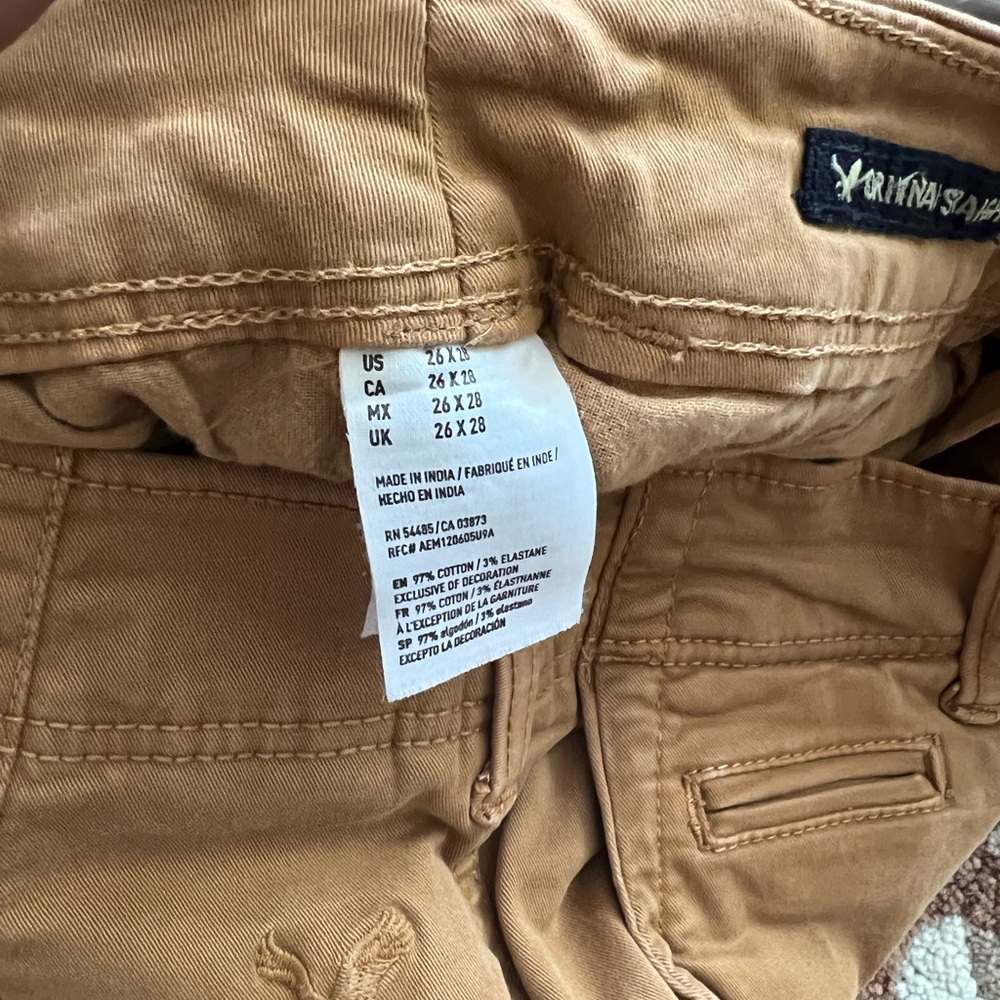 US 26 X 28
CA 26 X 28
MX 26 X 28
UK 26 X 28
MADE IN INDIA / FABRIQUÉ EN INDE /
HECHO EN INDIA
RN 54485 / CA 03873
RFC# AEM120605U9A
EN 97% COTTON / 3% ELASTANE
EXCLUSIVE OF DECORATION
FR 97% COTON / 3% ÉLASTHANNE
À L'EXCEPTION DE LA GARNITURE
SP 97% algodón / 3% elastano
EXCEPTO LA DECORACIÓN